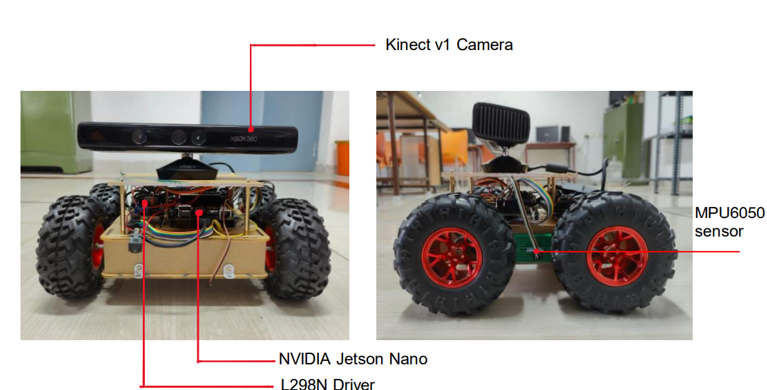 Kinect v1 Camera
XBOX 360
MPU6050
sensor
NVIDIA Jetson Nano
L298N Driver